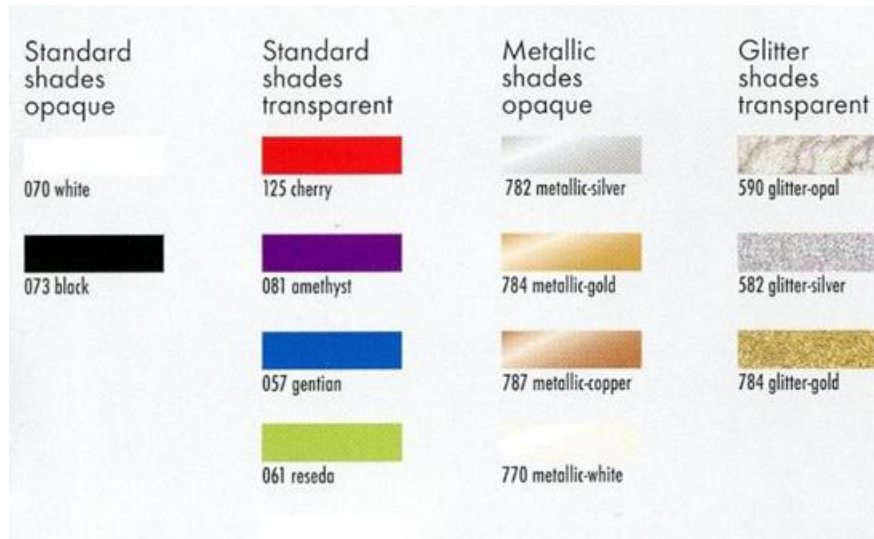 Standard
shades
opaque
070 white
073 black
Standard
shades
transparent
125 cherry
081 amethyst
057 gentian
061 reseda
Metallic
shades
opaque
782 metallic-silver
784 metallic-gold
787 metallic-copper
770 metallic-white
Glitter
shades
transparent
590 glitter-opal
582 glitter-silver
784 glitter-gold